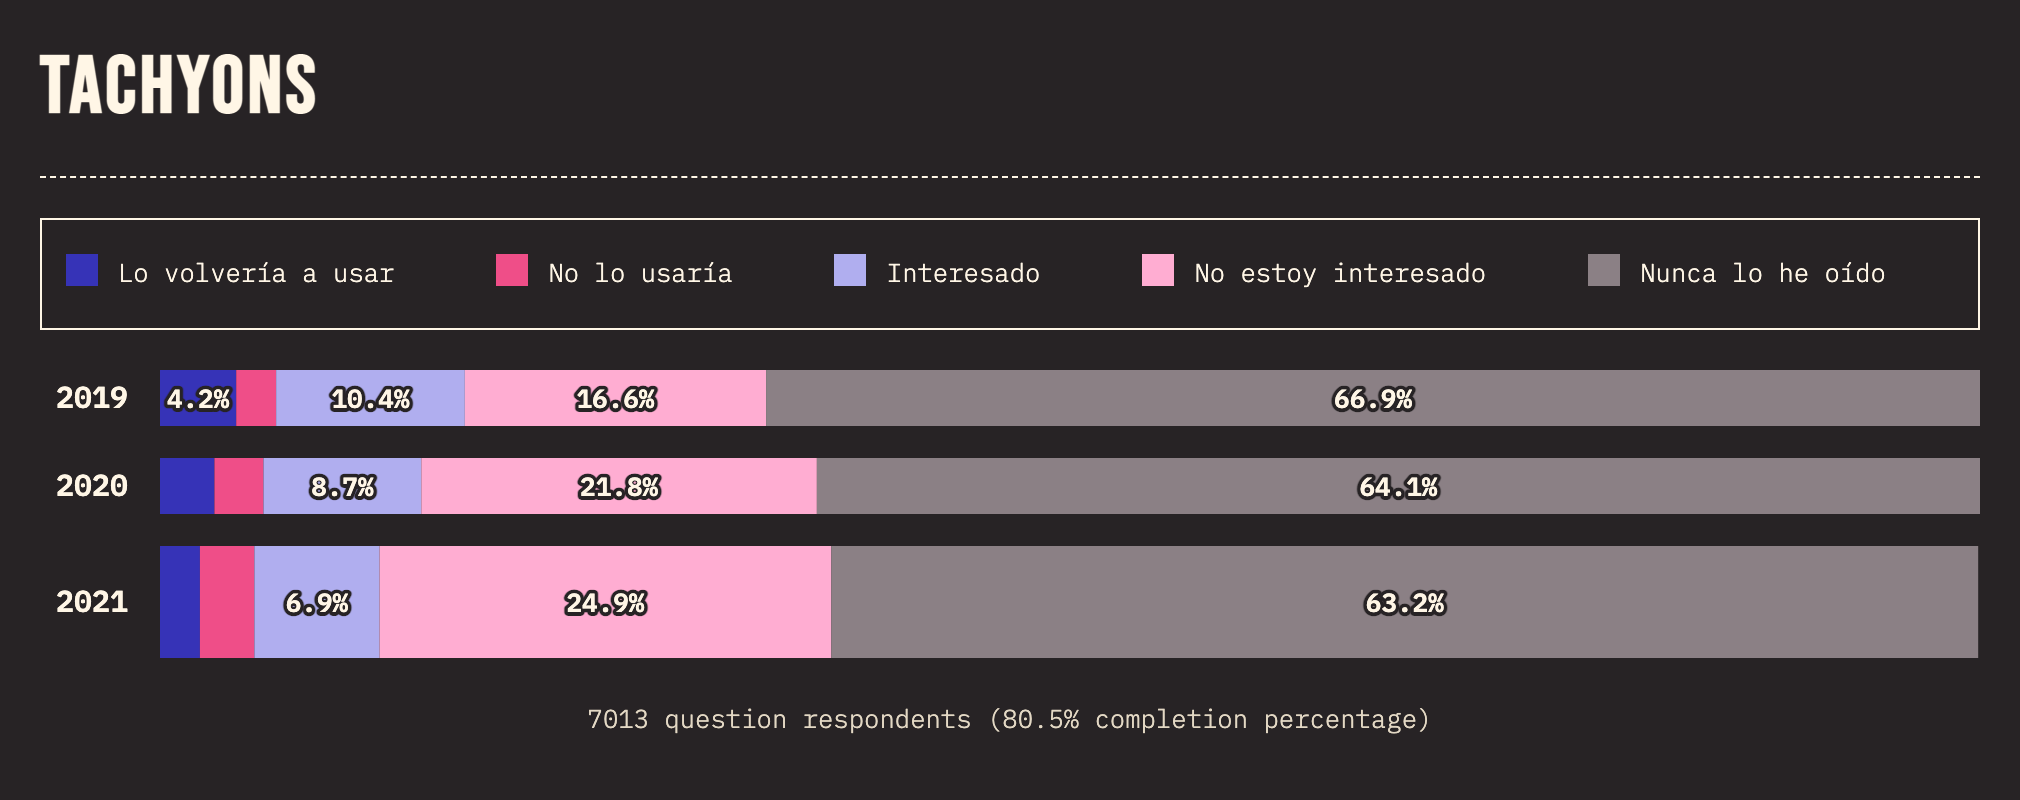 TACHYONS
Lo volvería a usar No lo usaría Interesado No estoy interesado Nunca lo he oído
2019 4.2% 10.4% 16.6% 66.9%
2020 8.7% 21.8% 64.1%
2021 6.9% 24.9% 63.2%
7013 question respondents (80.5% completion percentage)